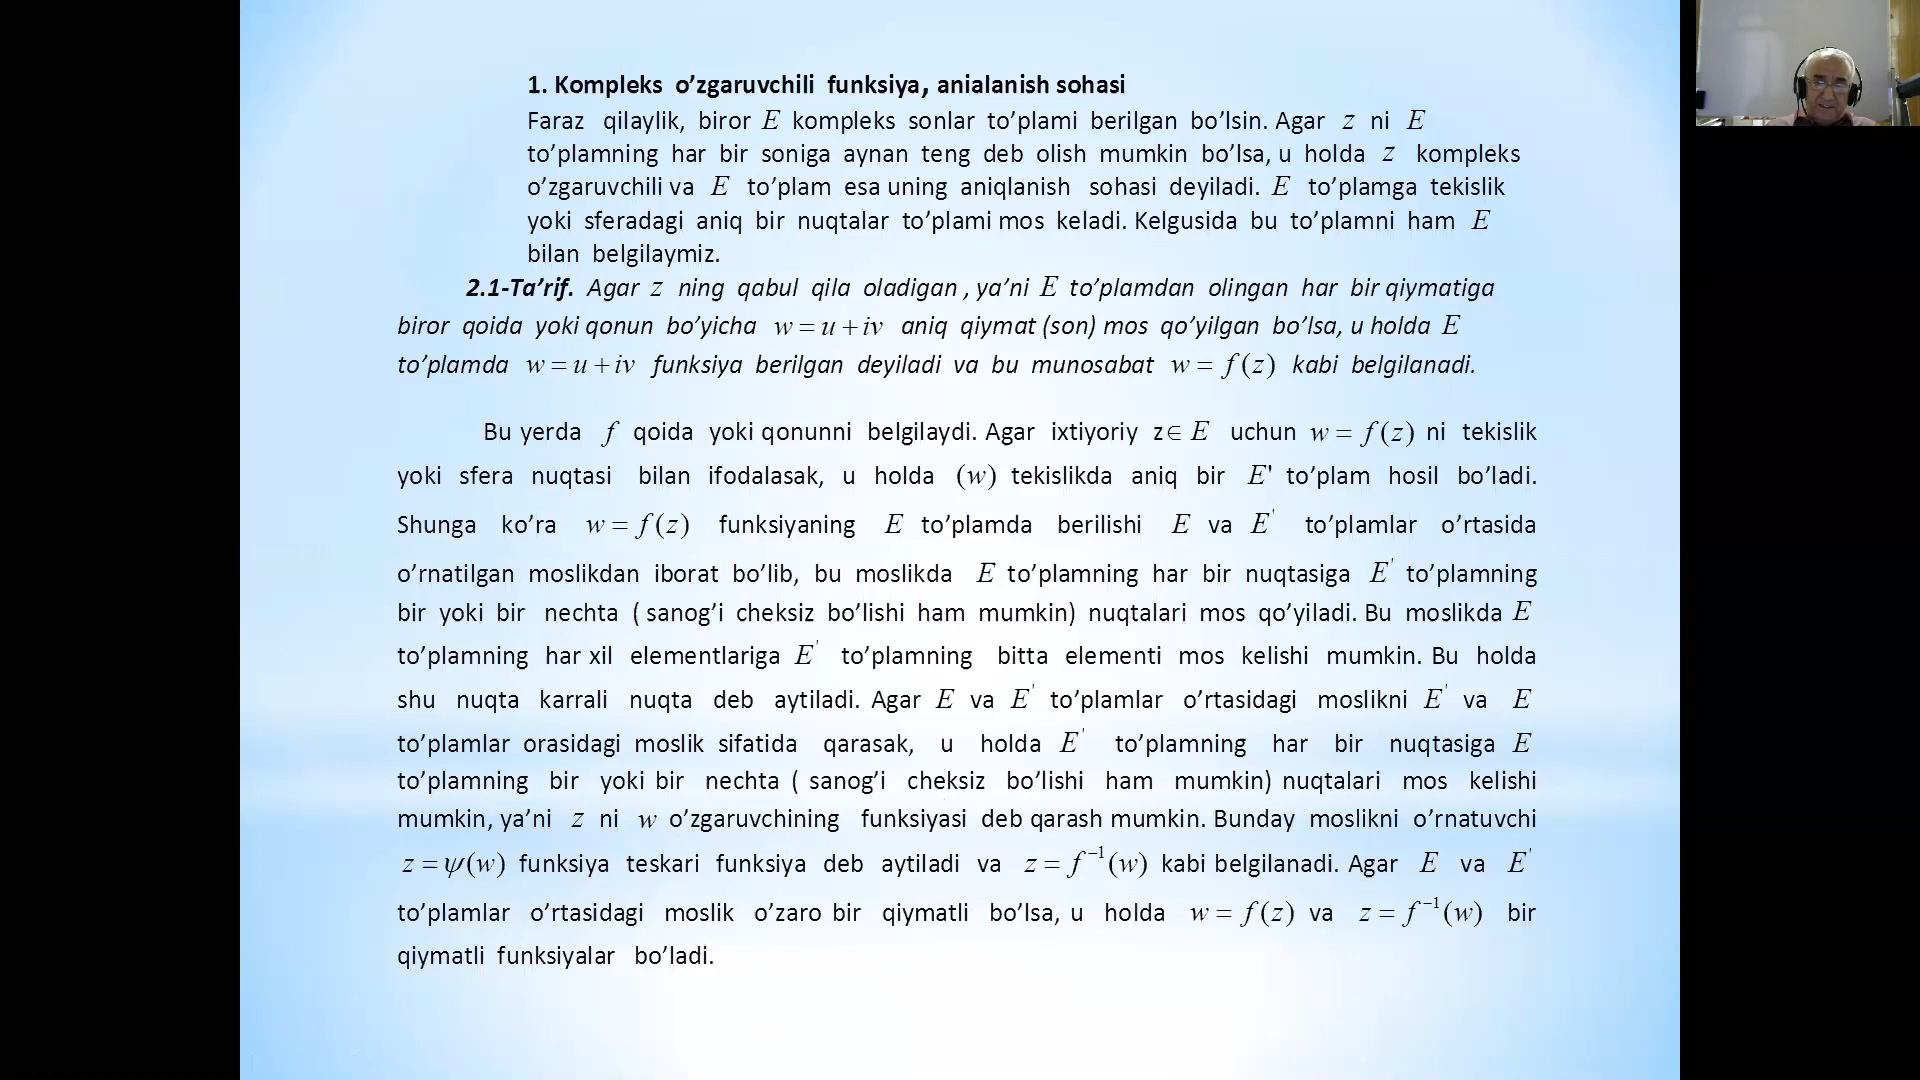 1. Kompleks o’zgaruvchili funksiya, anialanish sohasi
Faraz qilaylik, biror E kompleks sonlar to’plami berilgan bo’lsin. Agar z ni E
to’plamning har bir soniga aynan teng deb olish mumkin bo’lsa, u holda z kompleks
o’zgaruvchili va E to’plam esa uning aniqlanish sohasi deyiladi. E to’plamga tekislik
yoki sferadagi aniq bir nuqtalar to’plami mos keladi. Kelgusida bu to’plamni ham E
bilan belgilaymiz.
2.1-Ta’rif. Agar z ning qabul qila oladigan , ya’ni E to’plamdan olingan har bir qiymatiga
biror qoida yoki qonun bo’yicha w = u + iv aniq qiymat (son) mos qo’yilgan bo’lsa, u holda E
to’plamda w = u + iv funksiya berilgan deyiladi va bu munosabat w = f(z) kabi belgilanadi.
Bu yerda f qoida yoki qonunni belgilaydi. Agar ixtiyoriy z∈ E uchun w = f(z) ni tekislik
yoki sfera nuqtasi bilan ifodalasak, u holda (w) tekislikda aniq bir E' to’plam hosil bo’ladi.
Shunga ko’ra w = f(z) funksiyaning E to’plamda berilishi E va E' to’plamlar o’rtasida
o’rnatilgan moslikdan iborat bo’lib, bu moslikda E to’plamning har bir nuqtasiga E' to’plamning
bir yoki bir nechta ( sanog’i cheksiz bo’lishi ham mumkin) nuqtalari mos qo’yiladi. Bu moslikda E
to’plamning har xil elementlariga E' to’plamning bitta elementi mos kelishi mumkin. Bu holda
shu nuqta karrali nuqta deb aytiladi. Agar E va E' to’plamlar o’rtasidagi moslikni E' va E
to’plamlar orasidagi moslik sifatida qarasak, u holda E' to’plamning har bir nuqtasiga E
to’plamning bir yoki bir nechta ( sanog’i cheksiz bo’lishi ham mumkin) nuqtalari mos kelishi
mumkin, ya’ni z ni w o’zgaruvchining funksiyasi deb qarash mumkin. Bunday moslikni o’rnatuvchi
z = ψ(w) funksiya teskari funksiya deb aytiladi va z = f⁻¹(w) kabi belgilanadi. Agar E va E'
to’plamlar o’rtasidagi moslik o’zaro bir qiymatli bo’lsa, u holda w = f(z) va z = f⁻¹(w) bir
qiymatli funksiyalar bo’ladi.